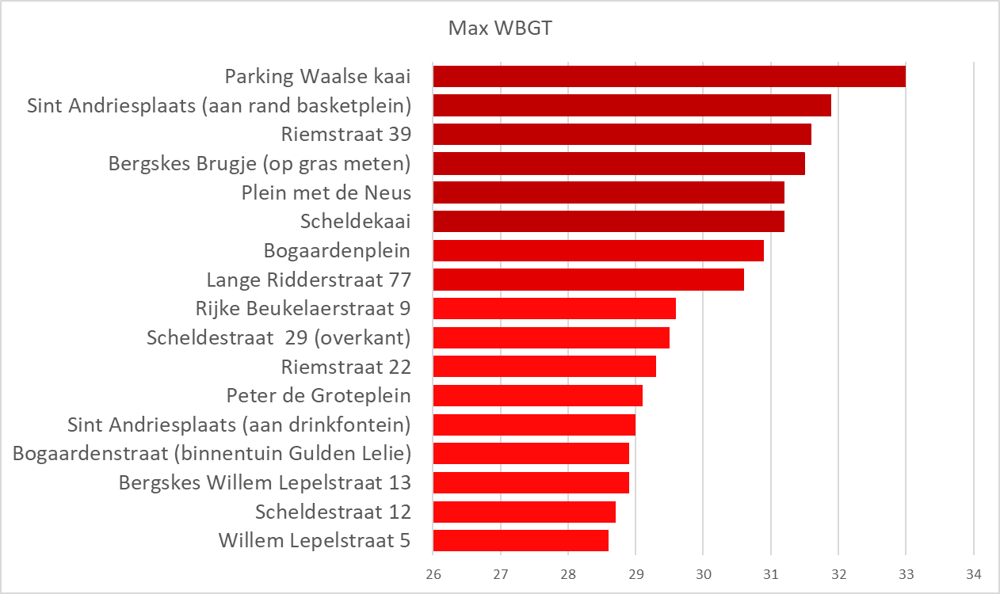 Max WBGT
Parking Waalse kaai
Sint Andriesplaats (aan rand basketplein)
Riemstraat 39
Bergskes Brugje (op gras meten)
Plein met de Neus
Scheldekaai
Bogaardenplein
Lange Ridderstraat 77
Rijke Beukelaerstraat 9
Scheldestraat  29 (overkant)
Riemstraat 22
Peter de Groteplein
Sint Andriesplaats (aan drinkfontein)
Bogaardenstraat (binnentuin Gulden Lelie)
Bergskes Willem Lepelstraat 13
Scheldestraat 12
Willem Lepelstraat 5
26 27 28 29 30 31 32 33 34